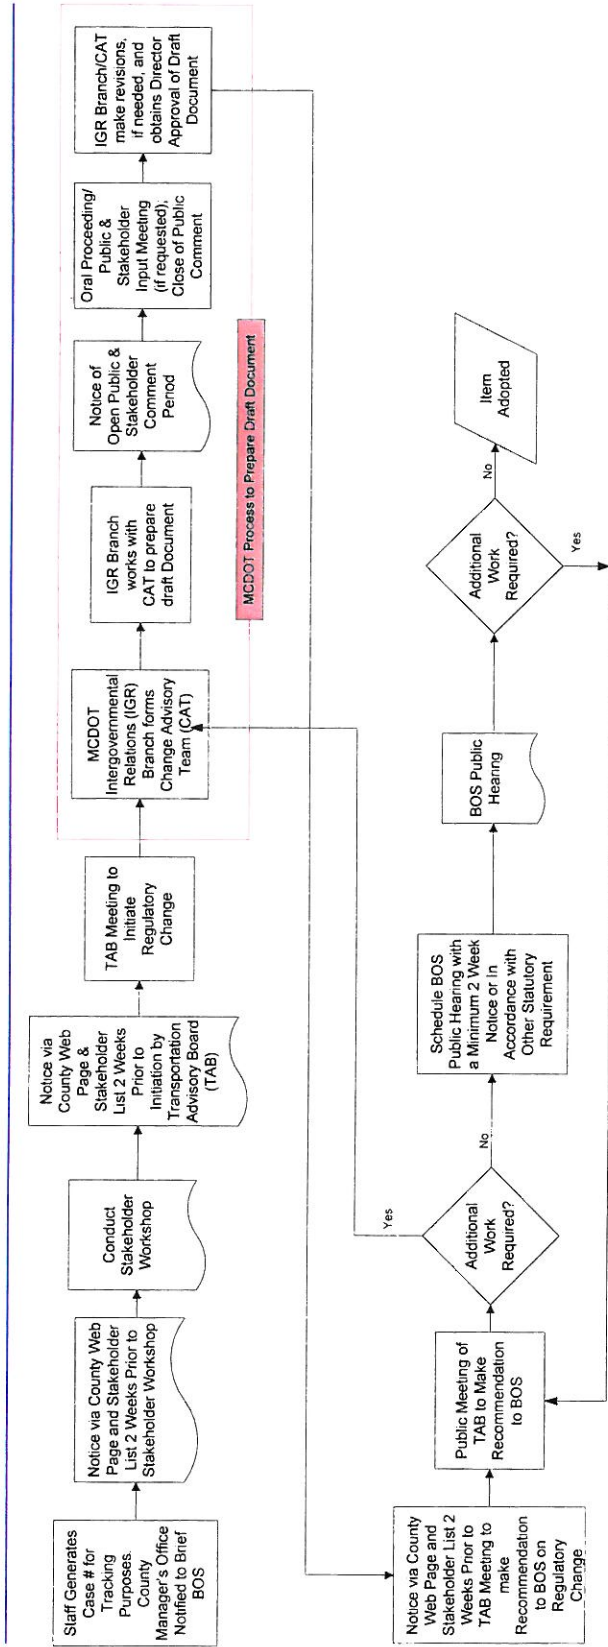 Staff Generates
Case # for
Tracking
Purposes.
County
Manager's Office
Notified to Brief
BOS
Notice via County Web
Page and Stakeholder
List 2 Weeks Prior to
Stakeholder Workshop
Conduct
Stakeholder
Workshop
Notice via
County Web
Page &
Stakeholder
List 2 Weeks
Prior to
Initiation by
Transportation
Advisory Board
(TAB)
TAB Meeting to
Initiate
Regulatory
Change
MCDOT
Intergovernmental
Relations (IGR)
Branch forms
Change Advisory
Team (CAT)
IGR Branch
works with
CAT to prepare
draft Document
Notice of
Open Public &
Stakeholder
Comment
Period
Oral Proceeding/
Public &
Stakeholder
Input Meeting
(if requested);
Close of Public
Comment
IGR Branch/CAT
make revisions,
if needed, and
obtains Director
Approval of Draft
Document
MCDOT Process to Prepare Draft Document
Notice via County
Web Page and
Stakeholder List 2
Weeks Prior to
TAB Meeting to
make
Recommendation
to BOS on
Regulatory
Change
Public Meeting of
TAB to Make
Recommendation
to BOS
Additional
Work
Required?
Yes
No
Schedule BOS
Public Hearing with
a Minimum 2 Week
Notice or In
Accordance with
Other Statutory
Requirement
BOS Public
Hearing
Additional
Work
Required?
No
Yes
Item
Adopted